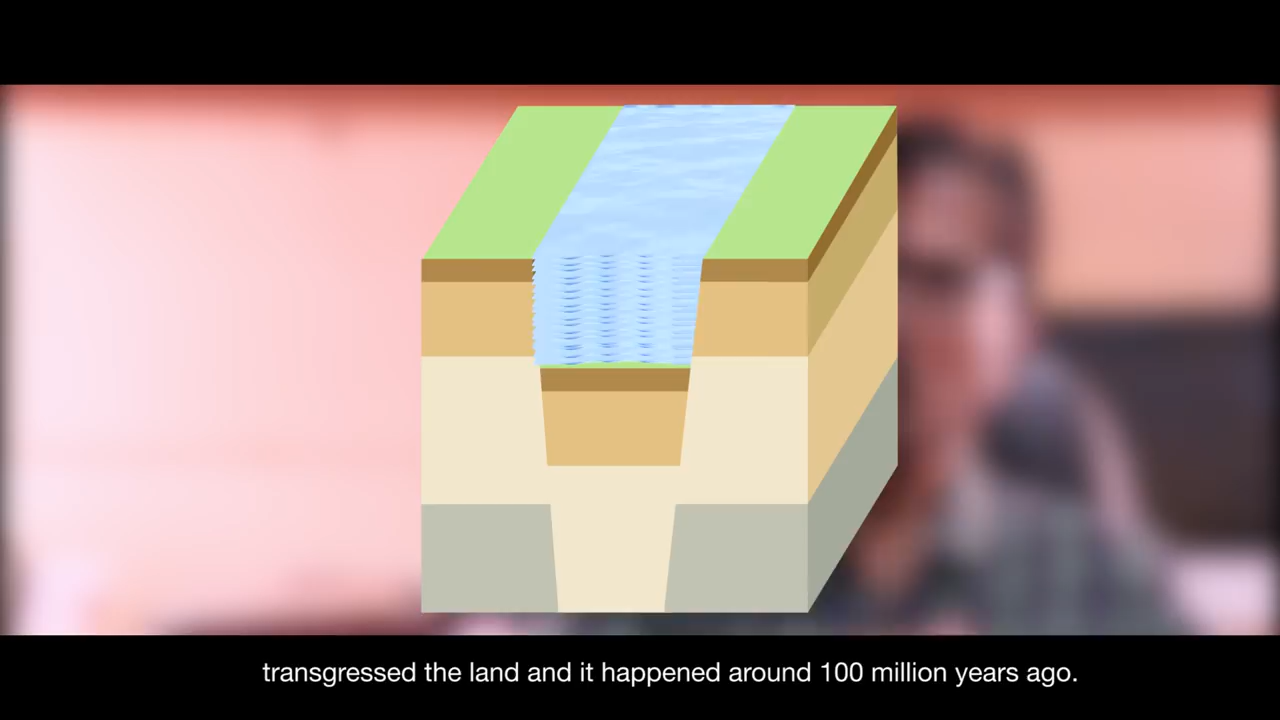 transgressed the land and it happened around 100 million years ago.